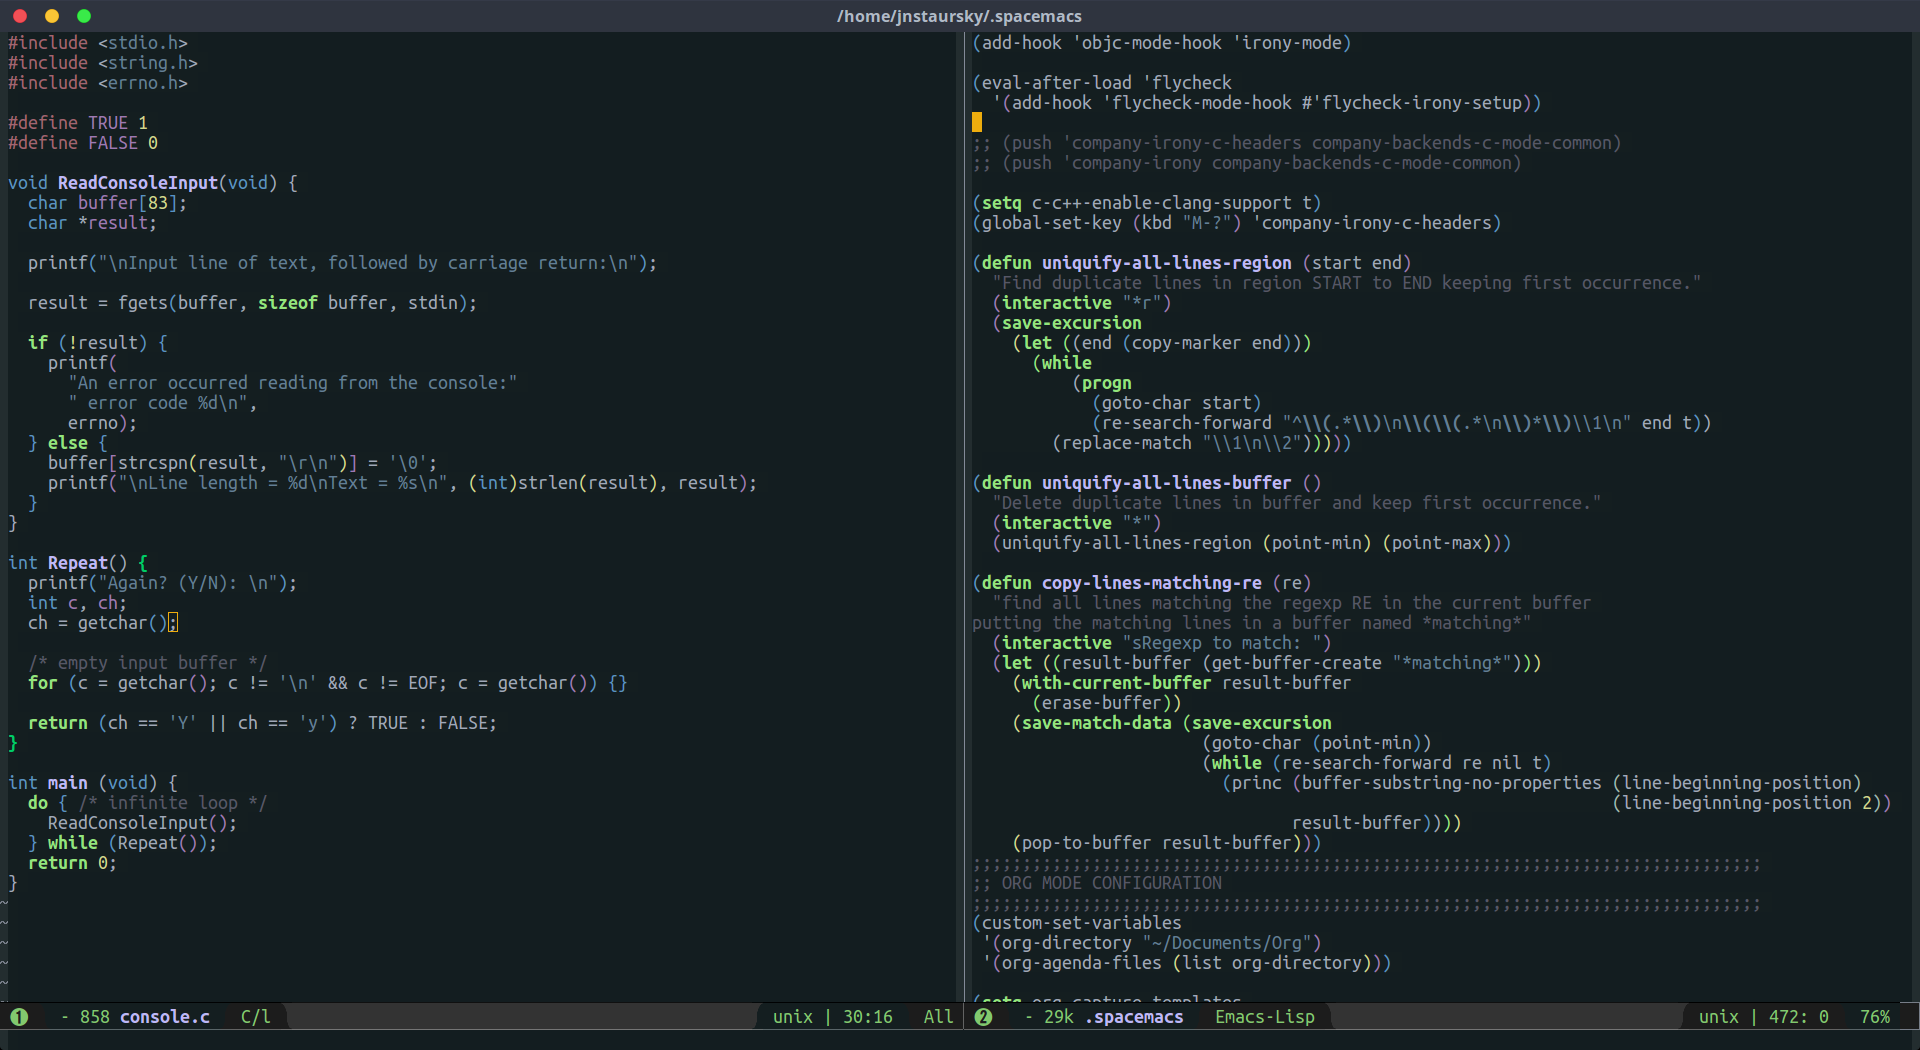 /home/jnstaursky/.spacemacs
#include <stdio.h>
#include <string.h>
#include <errno.h>

#define TRUE 1
#define FALSE 0

void ReadConsoleInput(void) {
  char buffer[83];
  char *result;

  printf("\nInput line of text, followed by carriage return:\n");

  result = fgets(buffer, sizeof buffer, stdin);

  if (!result) {
    printf(
      "An error occurred reading from the console:"
      " error code %d\n",
      errno);
  } else {
    buffer[strcspn(result, "\r\n")] = '\0';
    printf("\nLine length = %d\nText = %s\n", (int)strlen(result), result);
  }
}

int Repeat() {
  printf("Again? (Y/N): \n");
  int c, ch;
  ch = getchar();

  /* empty input buffer */
  for (c = getchar(); c != '\n' && c != EOF; c = getchar()) {}

  return (ch == 'Y' || ch == 'y') ? TRUE : FALSE;
}

int main (void) {
  do { /* infinite loop */
    ReadConsoleInput();
  } while (Repeat());
  return 0;
}
~
~
~
~
~
1 - 858 console.c C/l unix | 30:16 All
(add-hook 'objc-mode-hook 'irony-mode)

(eval-after-load 'flycheck
  '(add-hook 'flycheck-mode-hook #'flycheck-irony-setup))

;; (push 'company-irony-c-headers company-backends-c-mode-common)
;; (push 'company-irony company-backends-c-mode-common)

(setq c-c++-enable-clang-support t)
(global-set-key (kbd "M-?") 'company-irony-c-headers)

(defun uniquify-all-lines-region (start end)
  "Find duplicate lines in region START to END keeping first occurrence."
  (interactive "*r")
  (save-excursion
    (let ((end (copy-marker end)))
      (while
          (progn
            (goto-char start)
            (re-search-forward "^\\(.*\\)\n\\(\\(.*\n\\)*\\)\\1\n" end t))
        (replace-match "\\1\n\\2")))))

(defun uniquify-all-lines-buffer ()
  "Delete duplicate lines in buffer and keep first occurrence."
  (interactive "*")
  (uniquify-all-lines-region (point-min) (point-max)))

(defun copy-lines-matching-re (re)
  "find all lines matching the regexp RE in the current buffer
putting the matching lines in a buffer named *matching*"
  (interactive "sRegexp to match: ")
  (let ((result-buffer (get-buffer-create "*matching*")))
    (with-current-buffer result-buffer
      (erase-buffer))
    (save-match-data (save-excursion
                       (goto-char (point-min))
                       (while (re-search-forward re nil t)
                         (princ (buffer-substring-no-properties (line-beginning-position)
                                                                (line-beginning-position 2))
                                result-buffer))))
    (pop-to-buffer result-buffer)))
;;;;;;;;;;;;;;;;;;;;;;;;;;;;;;;;;;;;;;;;;;;;;;;;;;;;;;;;;;;;;;;;;;;;;;;;;;;;;;;
;; ORG MODE CONFIGURATION
;;;;;;;;;;;;;;;;;;;;;;;;;;;;;;;;;;;;;;;;;;;;;;;;;;;;;;;;;;;;;;;;;;;;;;;;;;;;;;;
(custom-set-variables
 '(org-directory "~/Documents/Org")
 '(org-agenda-files (list org-directory)))

(setq org-capture-templates
2 - 29k .spacemacs Emacs-Lisp unix | 472: 0 76%